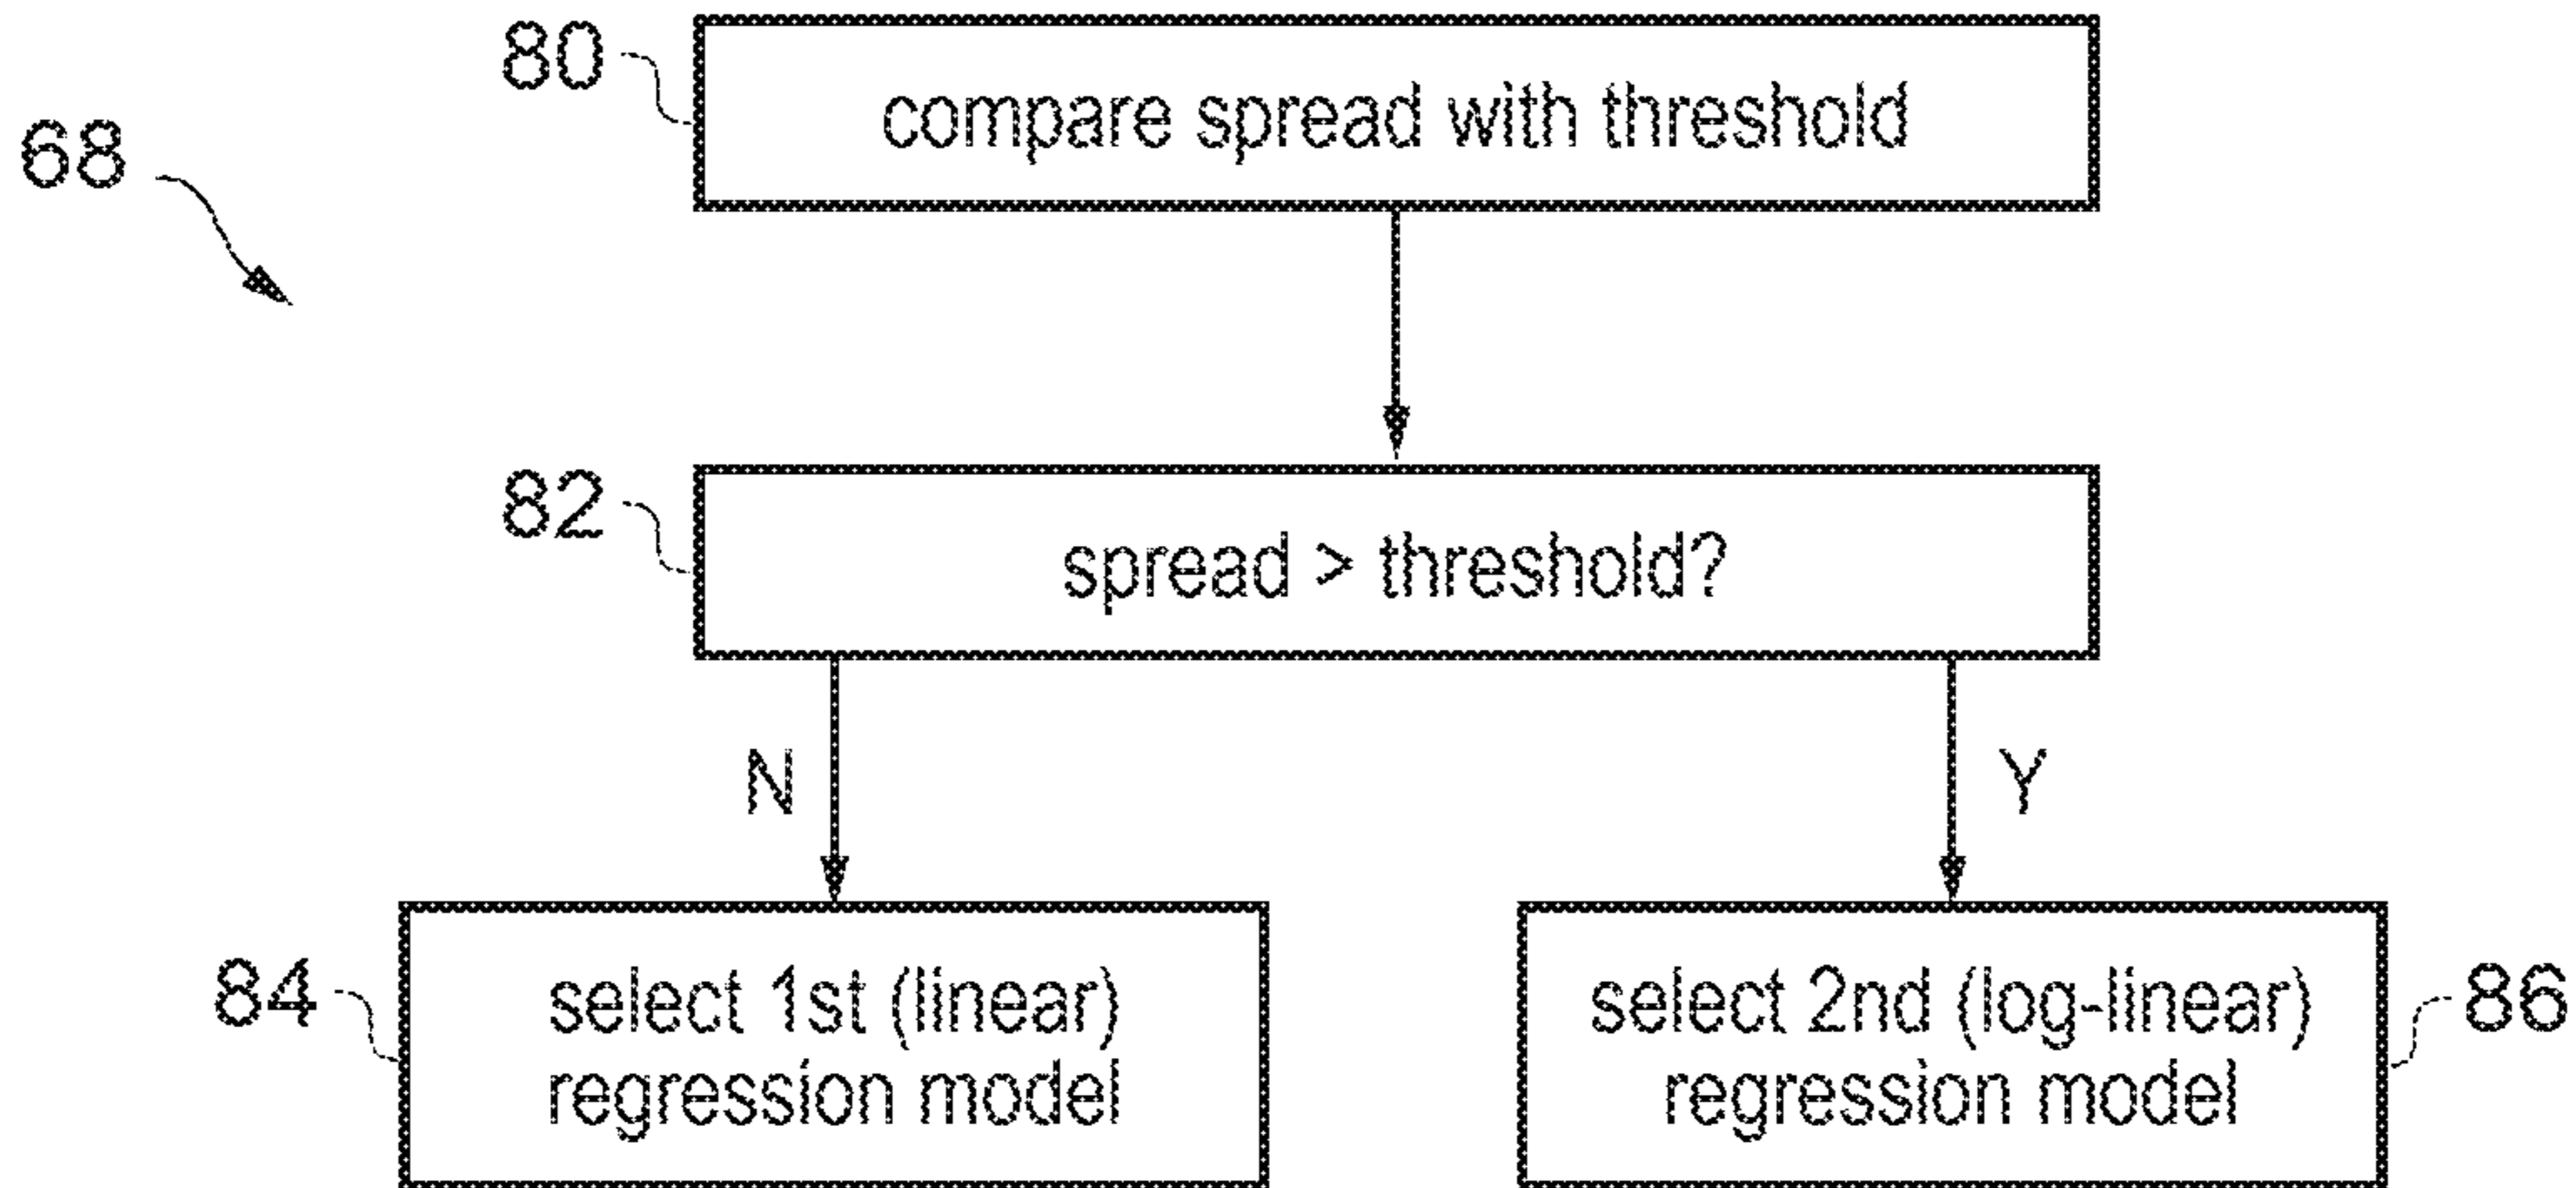 80
compare spread with threshold
68
82
spread > threshold?
N
Y
84
select 1st (linear)
regression model
select 2nd (log-linear)
regression model
86